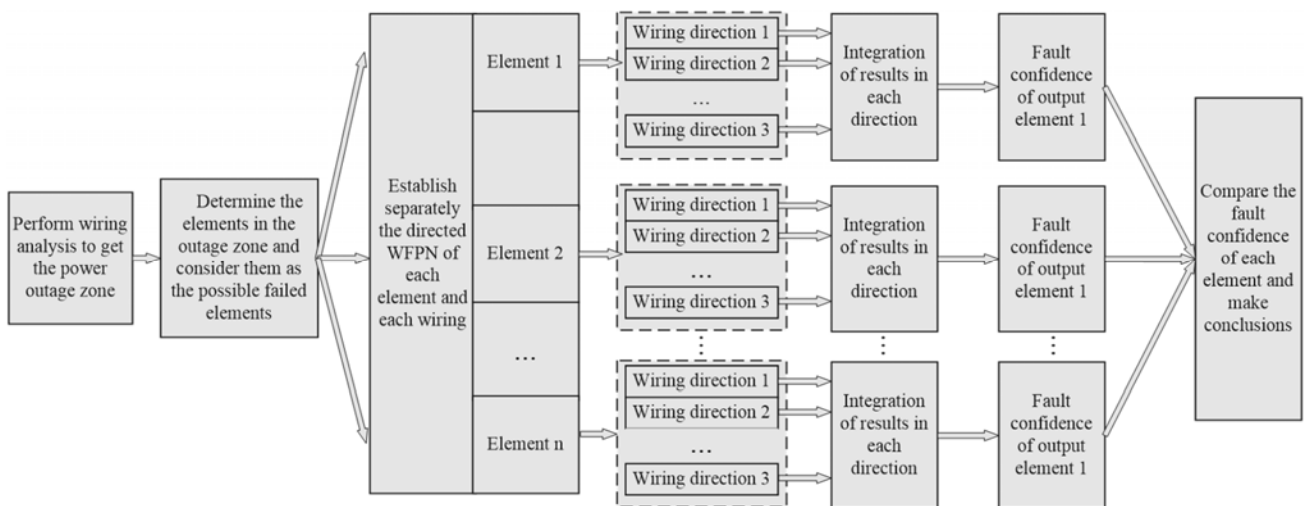 Perform wiring
analysis to get
the power
outage zone
Determine the
elements in the
outage zone and
consider them as
the possible failed
elements
Establish
separately
the directed
WFPN of
each
element and
each wiring
Element 1
Element 2
...
Element n
Wiring direction 1
Wiring direction 2
...
Wiring direction 3
Integration
of results in
each
direction
Fault
confidence
of output
element 1
Wiring direction 1
Wiring direction 2
...
Wiring direction 3
Integration
of results in
each
direction
Fault
confidence
of output
element 1
Wiring direction 1
Wiring direction 2
...
Wiring direction 3
Integration
of results in
each
direction
Fault
confidence
of output
element 1
Compare the
fault
confidence
of each
element and
make
conclusions